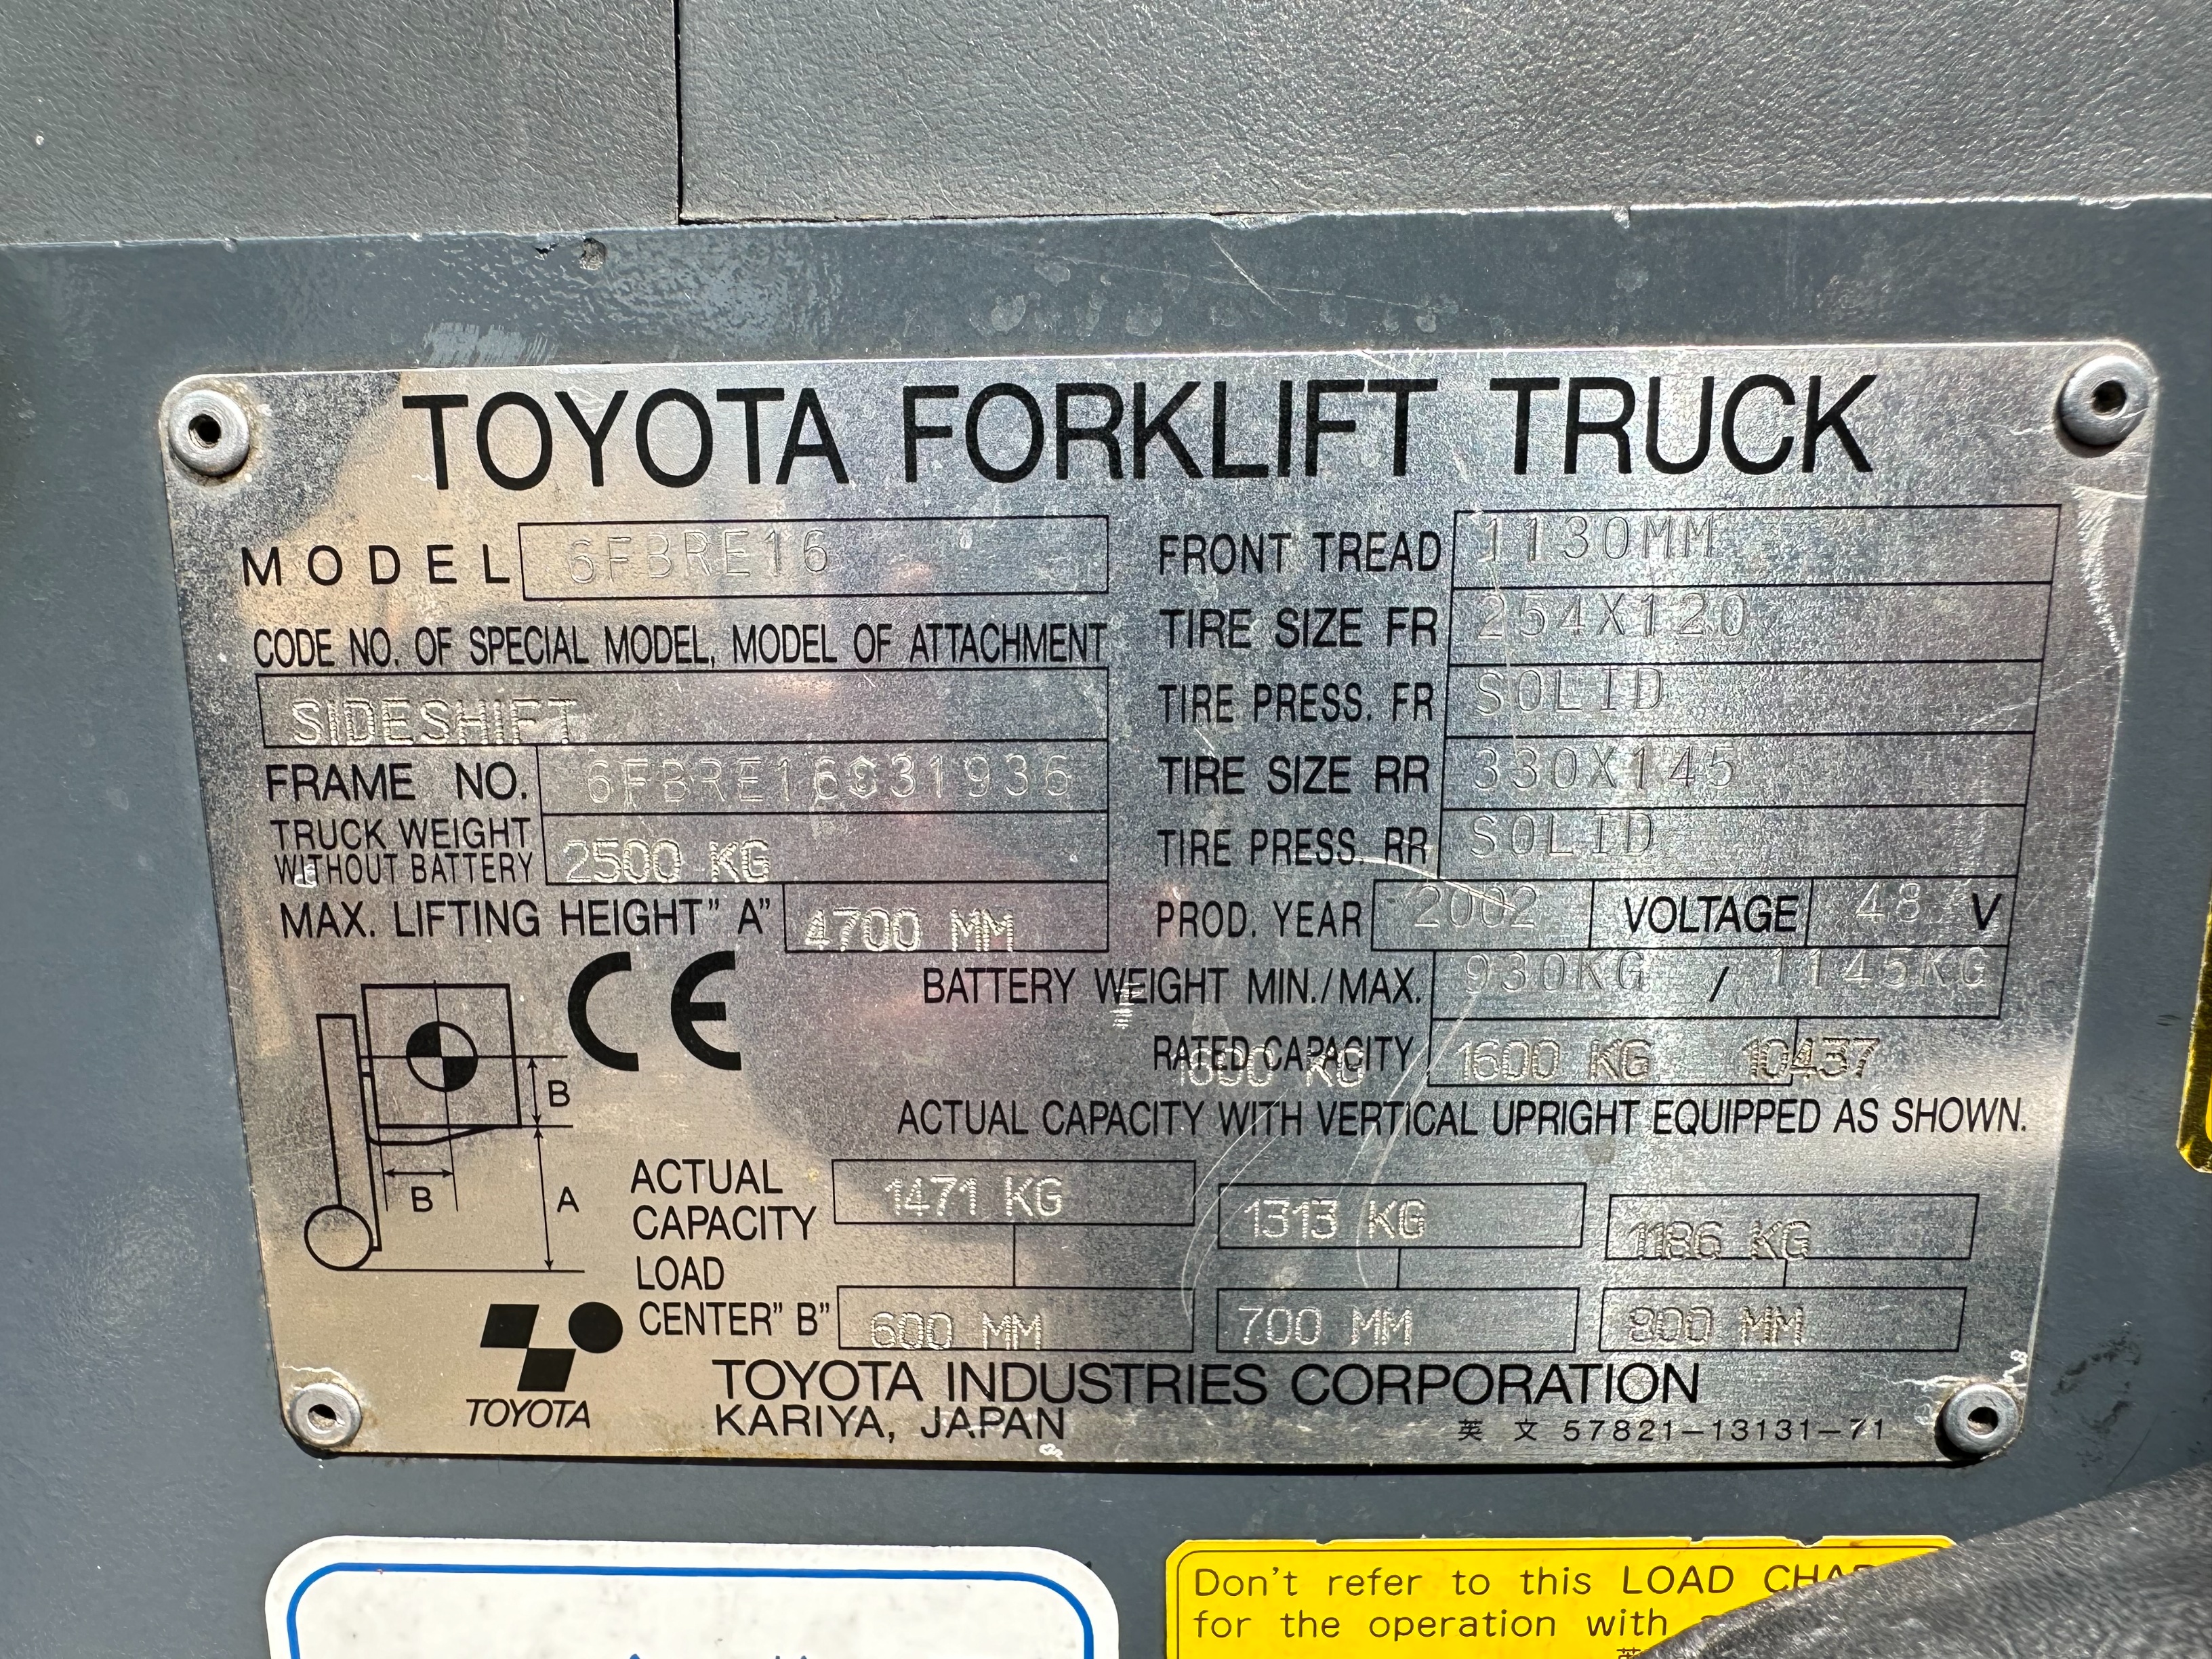 TOYOTA FORKLIFT TRUCK
MODEL 6FBRE16
CODE NO. OF SPECIAL MODEL, MODEL OF ATTACHMENT
SIDESHIFT
FRAME NO.
TRUCK WEIGHT
WITHOUT BATTERY 2500 KG
MAX. LIFTING HEIGHT” A” 4700 MM
FRONT TREAD 1130MM
TIRE SIZE FR 254X120
TIRE PRESS. FR SOLID
TIRE SIZE RR 330X145
TIRE PRESS. RR SOLID
PROD. YEAR 2002 VOLTAGE 48 V
CE
BATTERY WEIGHT MIN./MAX. 930KG / 1145KG
RATED CAPACITY 1600 KG 10437
1600 KG
ACTUAL CAPACITY WITH VERTICAL UPRIGHT EQUIPPED AS SHOWN.
B
B
A
ACTUAL
CAPACITY 1471 KG 1313 KG 1186 KG
LOAD
CENTER” B” 600 MM 700 MM 800 MM
TOYOTA
TOYOTA INDUSTRIES CORPORATION
KARIYA, JAPAN
英 文 57821-13131-71
Don't refer to this LOAD
for the operation with